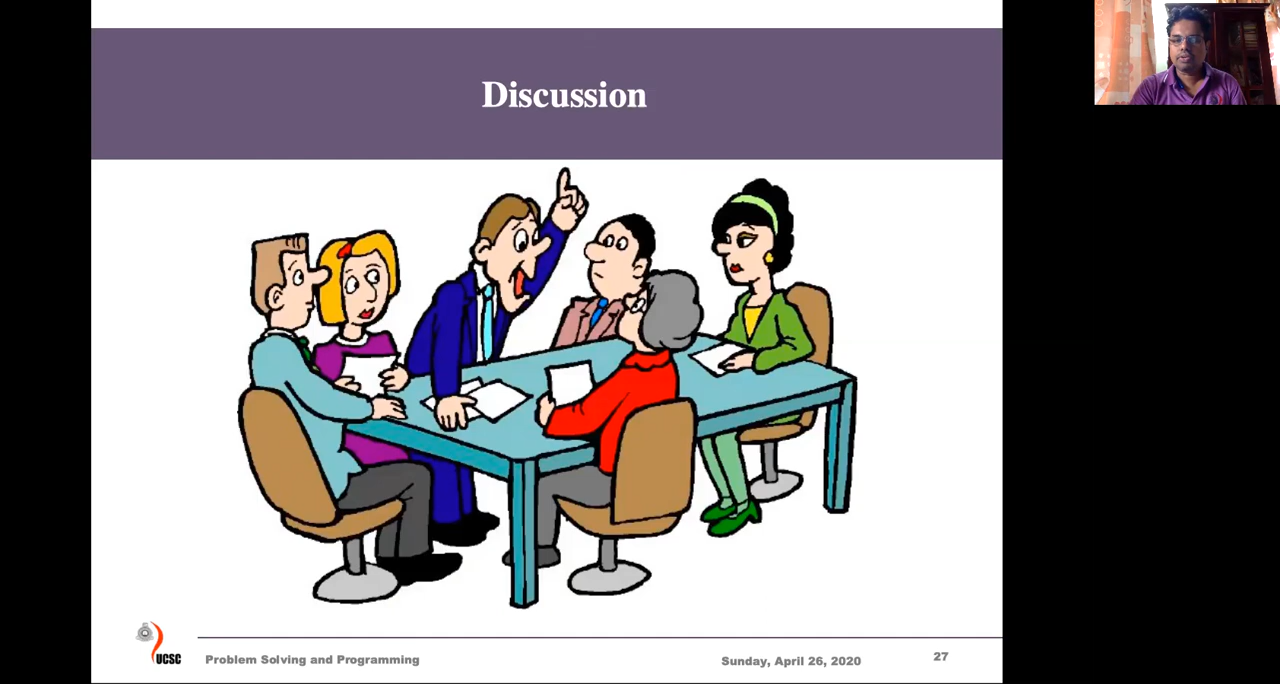 Discussion
UCSC
Problem Solving and Programming
Sunday, April 26, 2020
27